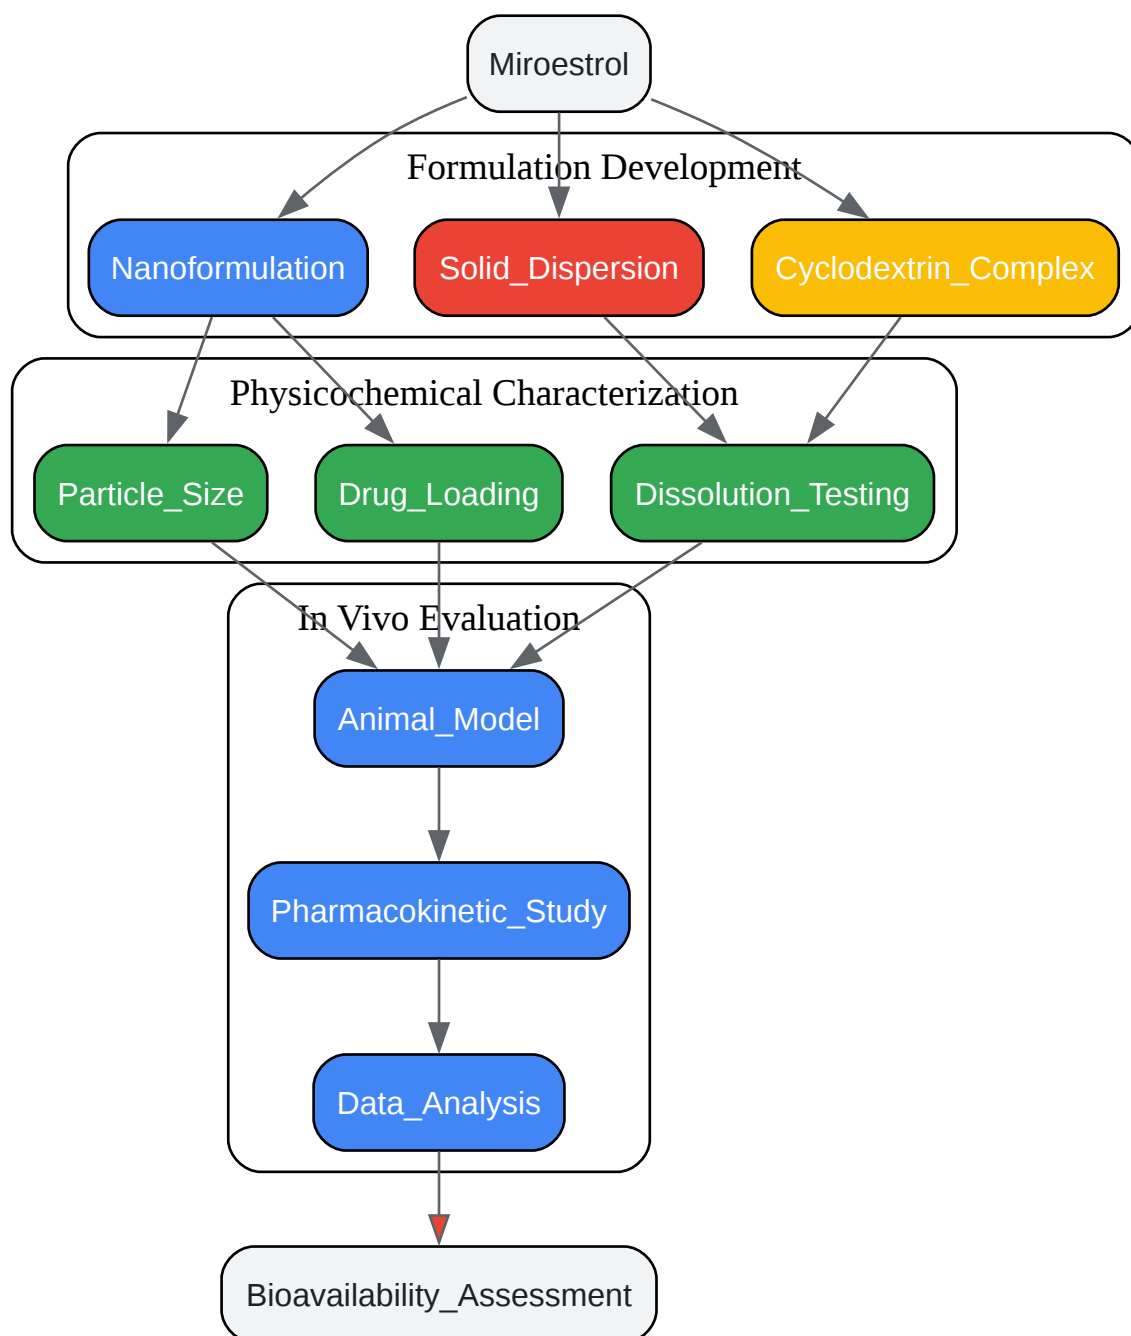 Miroestrol
Formulation Development
Nanoformulation
Solid_Dispersion
Cyclodextrin_Complex
Physicochemical Characterization
Particle_Size
Drug_Loading
Dissolution_Testing
In Vivo Evaluation
Animal_Model
Pharmacokinetic_Study
Data_Analysis
Bioavailability_Assessment